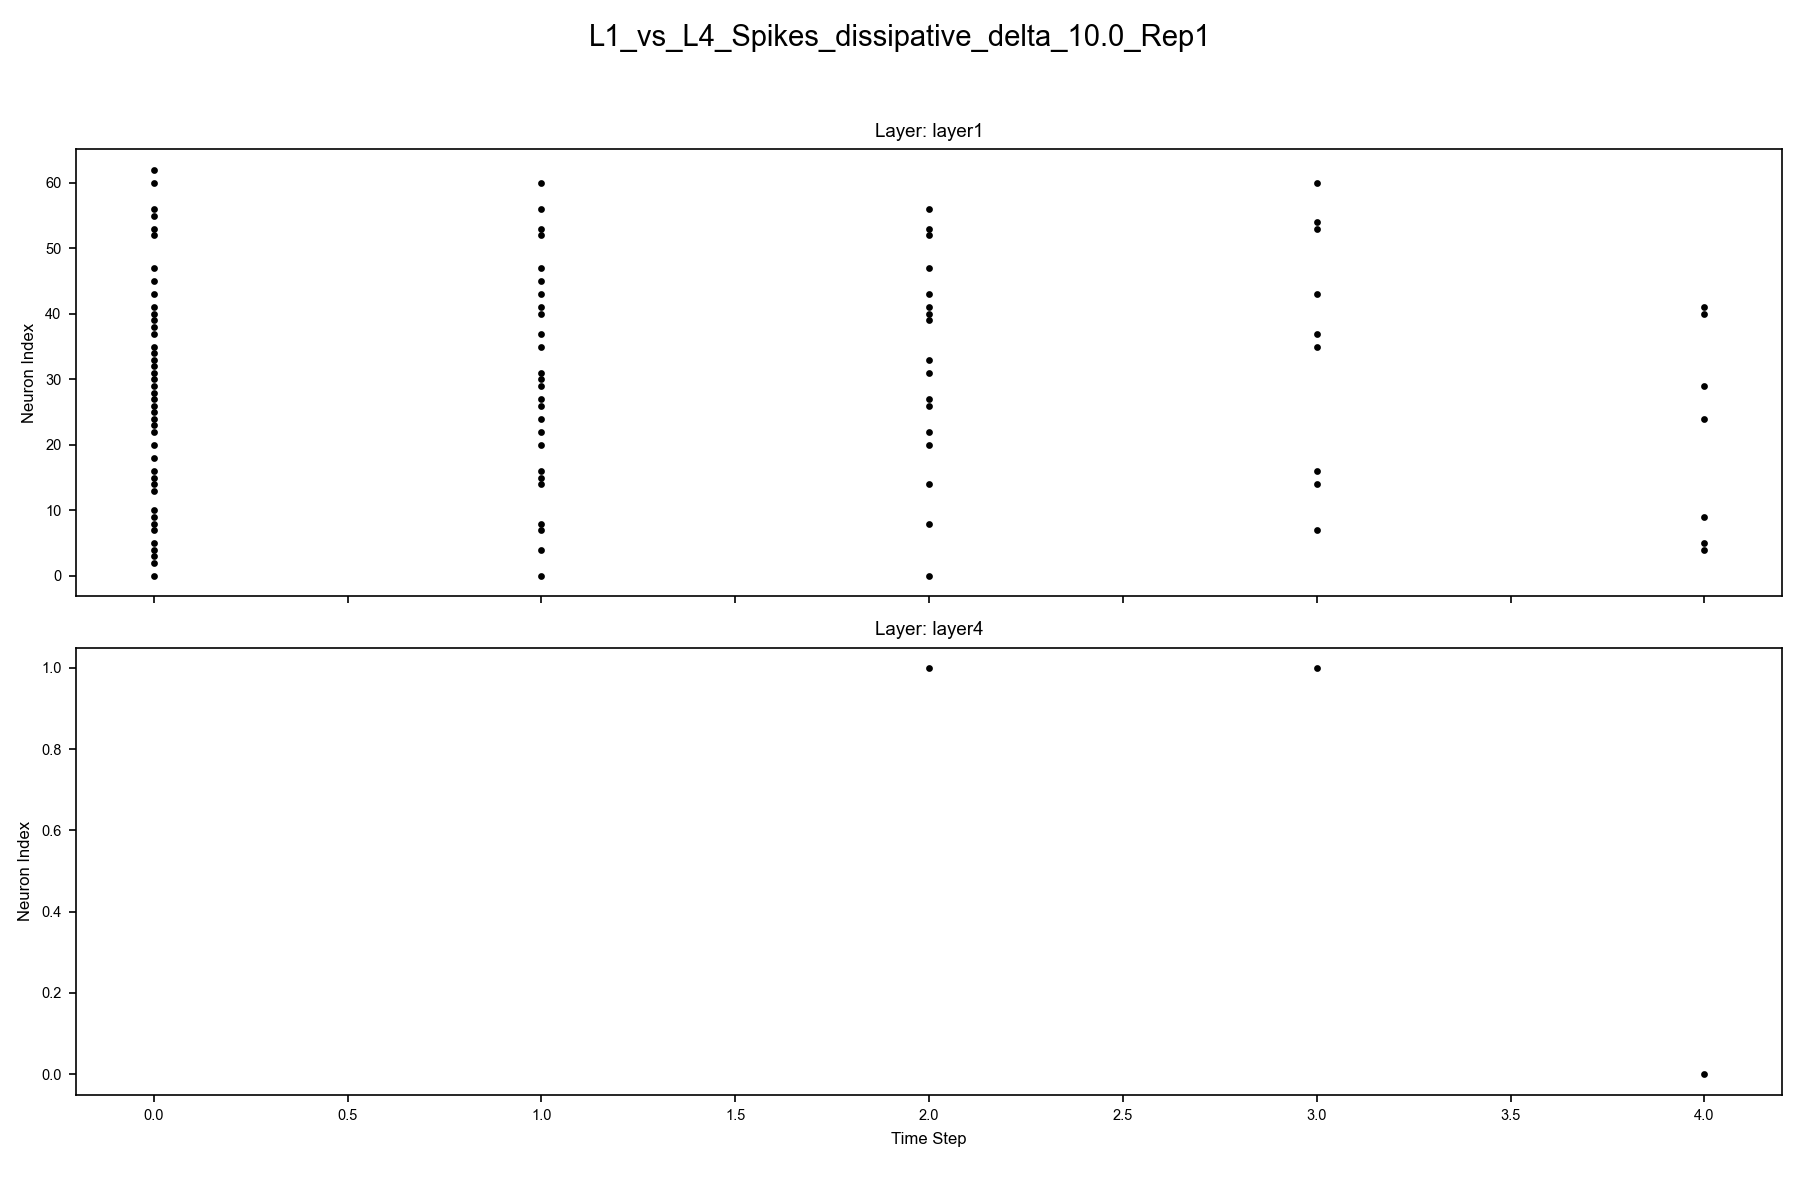 L1_vs_L4_Spikes_dissipative_delta_10.0_Rep1
Layer: layer1
60
50
40
30
20
10
0
Neuron Index
Layer: layer4
1.0
0.8
0.6
0.4
0.2
0.0
Neuron Index
0.0 0.5 1.0 1.5 2.0 2.5 3.0 3.5 4.0
Time Step